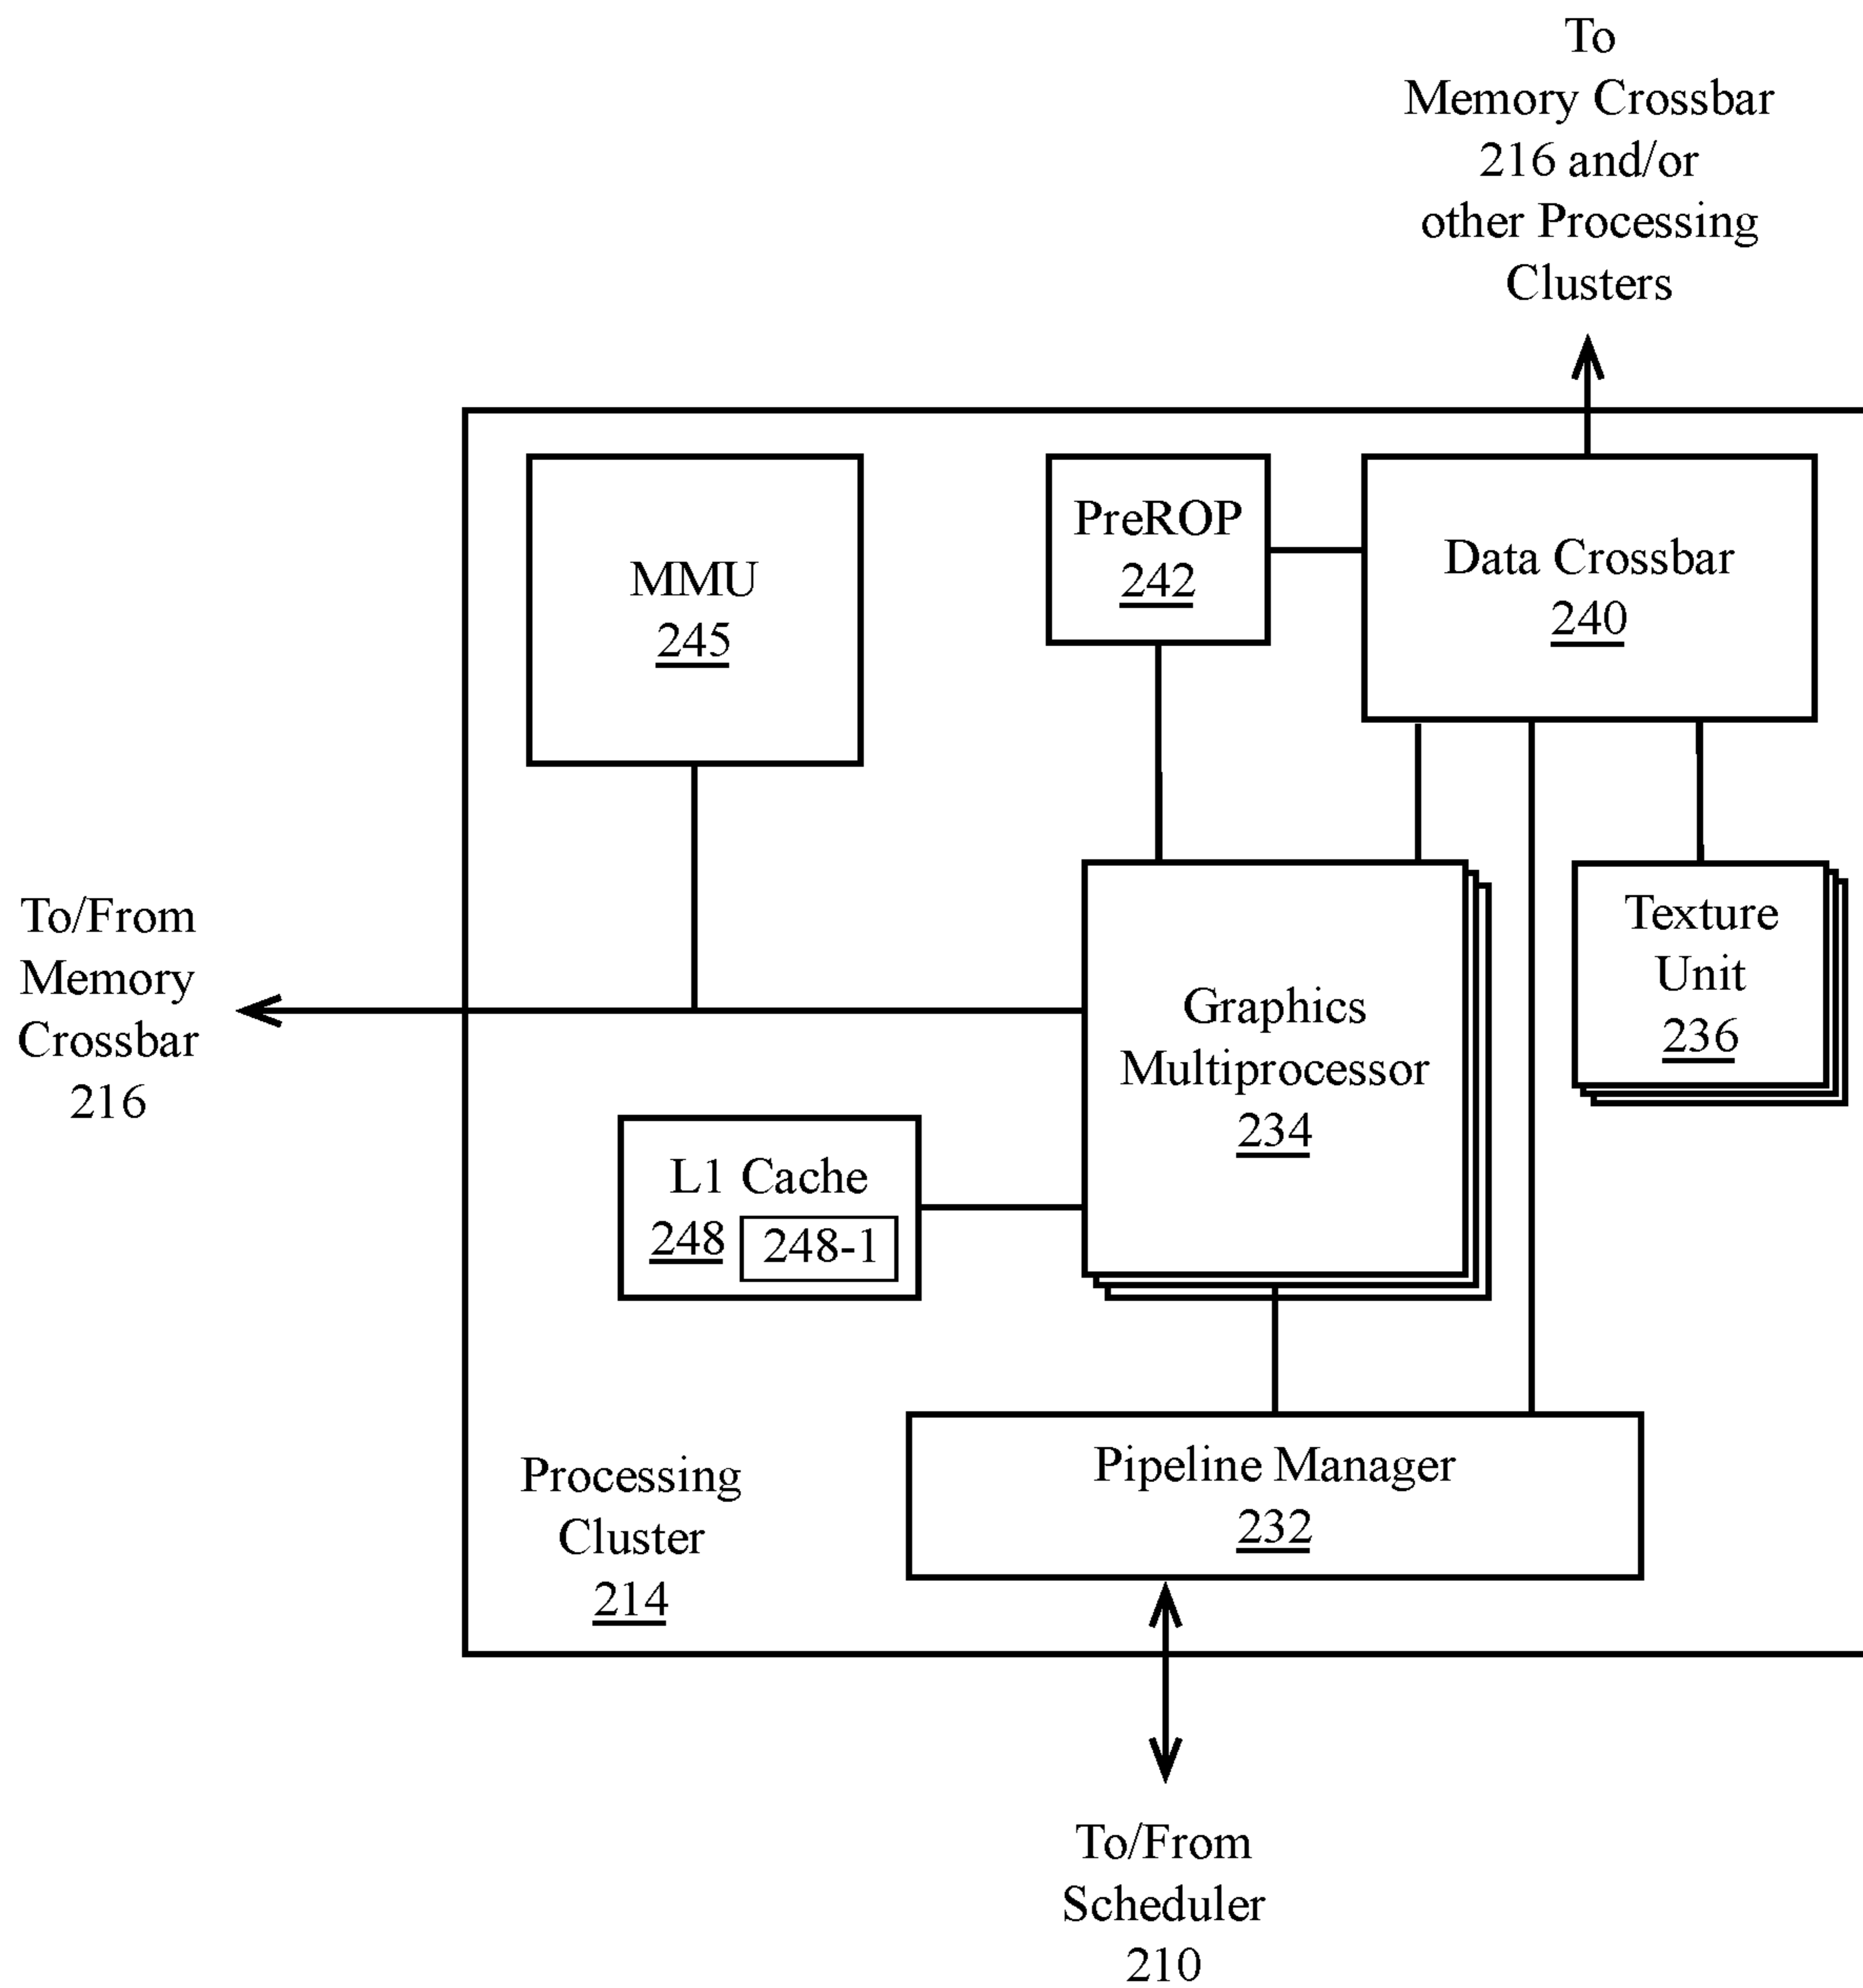 To
Memory Crossbar
216 and/or
other Processing
Clusters
MMU
245
PreROP
242
Data Crossbar
240
To/From
Memory
Crossbar
216
Graphics
Multiprocessor
234
Texture
Unit
236
L1 Cache
248 248-1
Pipeline Manager
232
Processing
Cluster
214
To/From
Scheduler
210